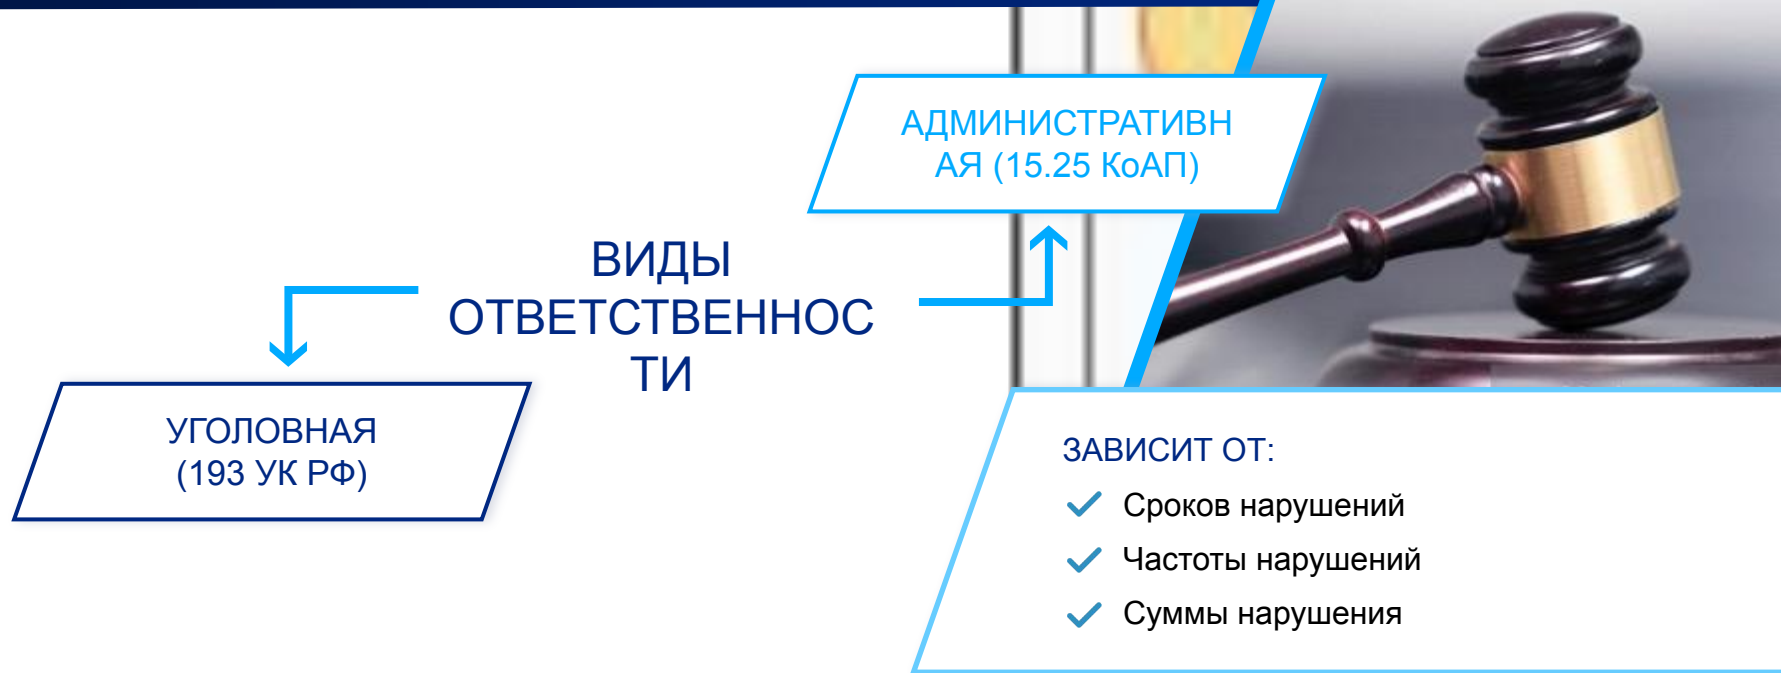 АДМИНИСТРАТИВН
АЯ (15.25 КоАП)
ВИДЫ
ОТВЕТСТВЕННОС
ТИ
УГОЛОВНАЯ
(193 УК РФ)
ЗАВИСИТ ОТ:
Сроков нарушений
Частоты нарушений
Суммы нарушения